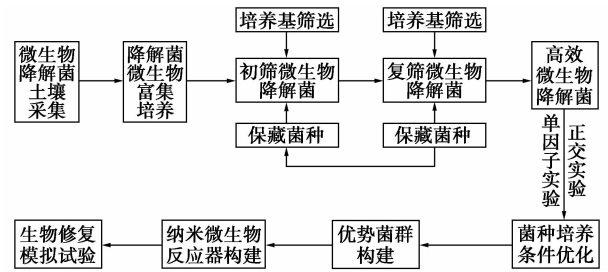 培养基筛选
培养基筛选
微生物
降解菌
土壤
采集
降解菌
微生物
富集
培养
初筛微生物
降解菌
复筛微生物
降解菌
高效
微生物
降解菌
保藏菌种
保藏菌种
单因子实验
正交实验
生物修复
模拟试验
纳米微生物
反应器构建
优势菌群
构建
菌种培养
条件优化